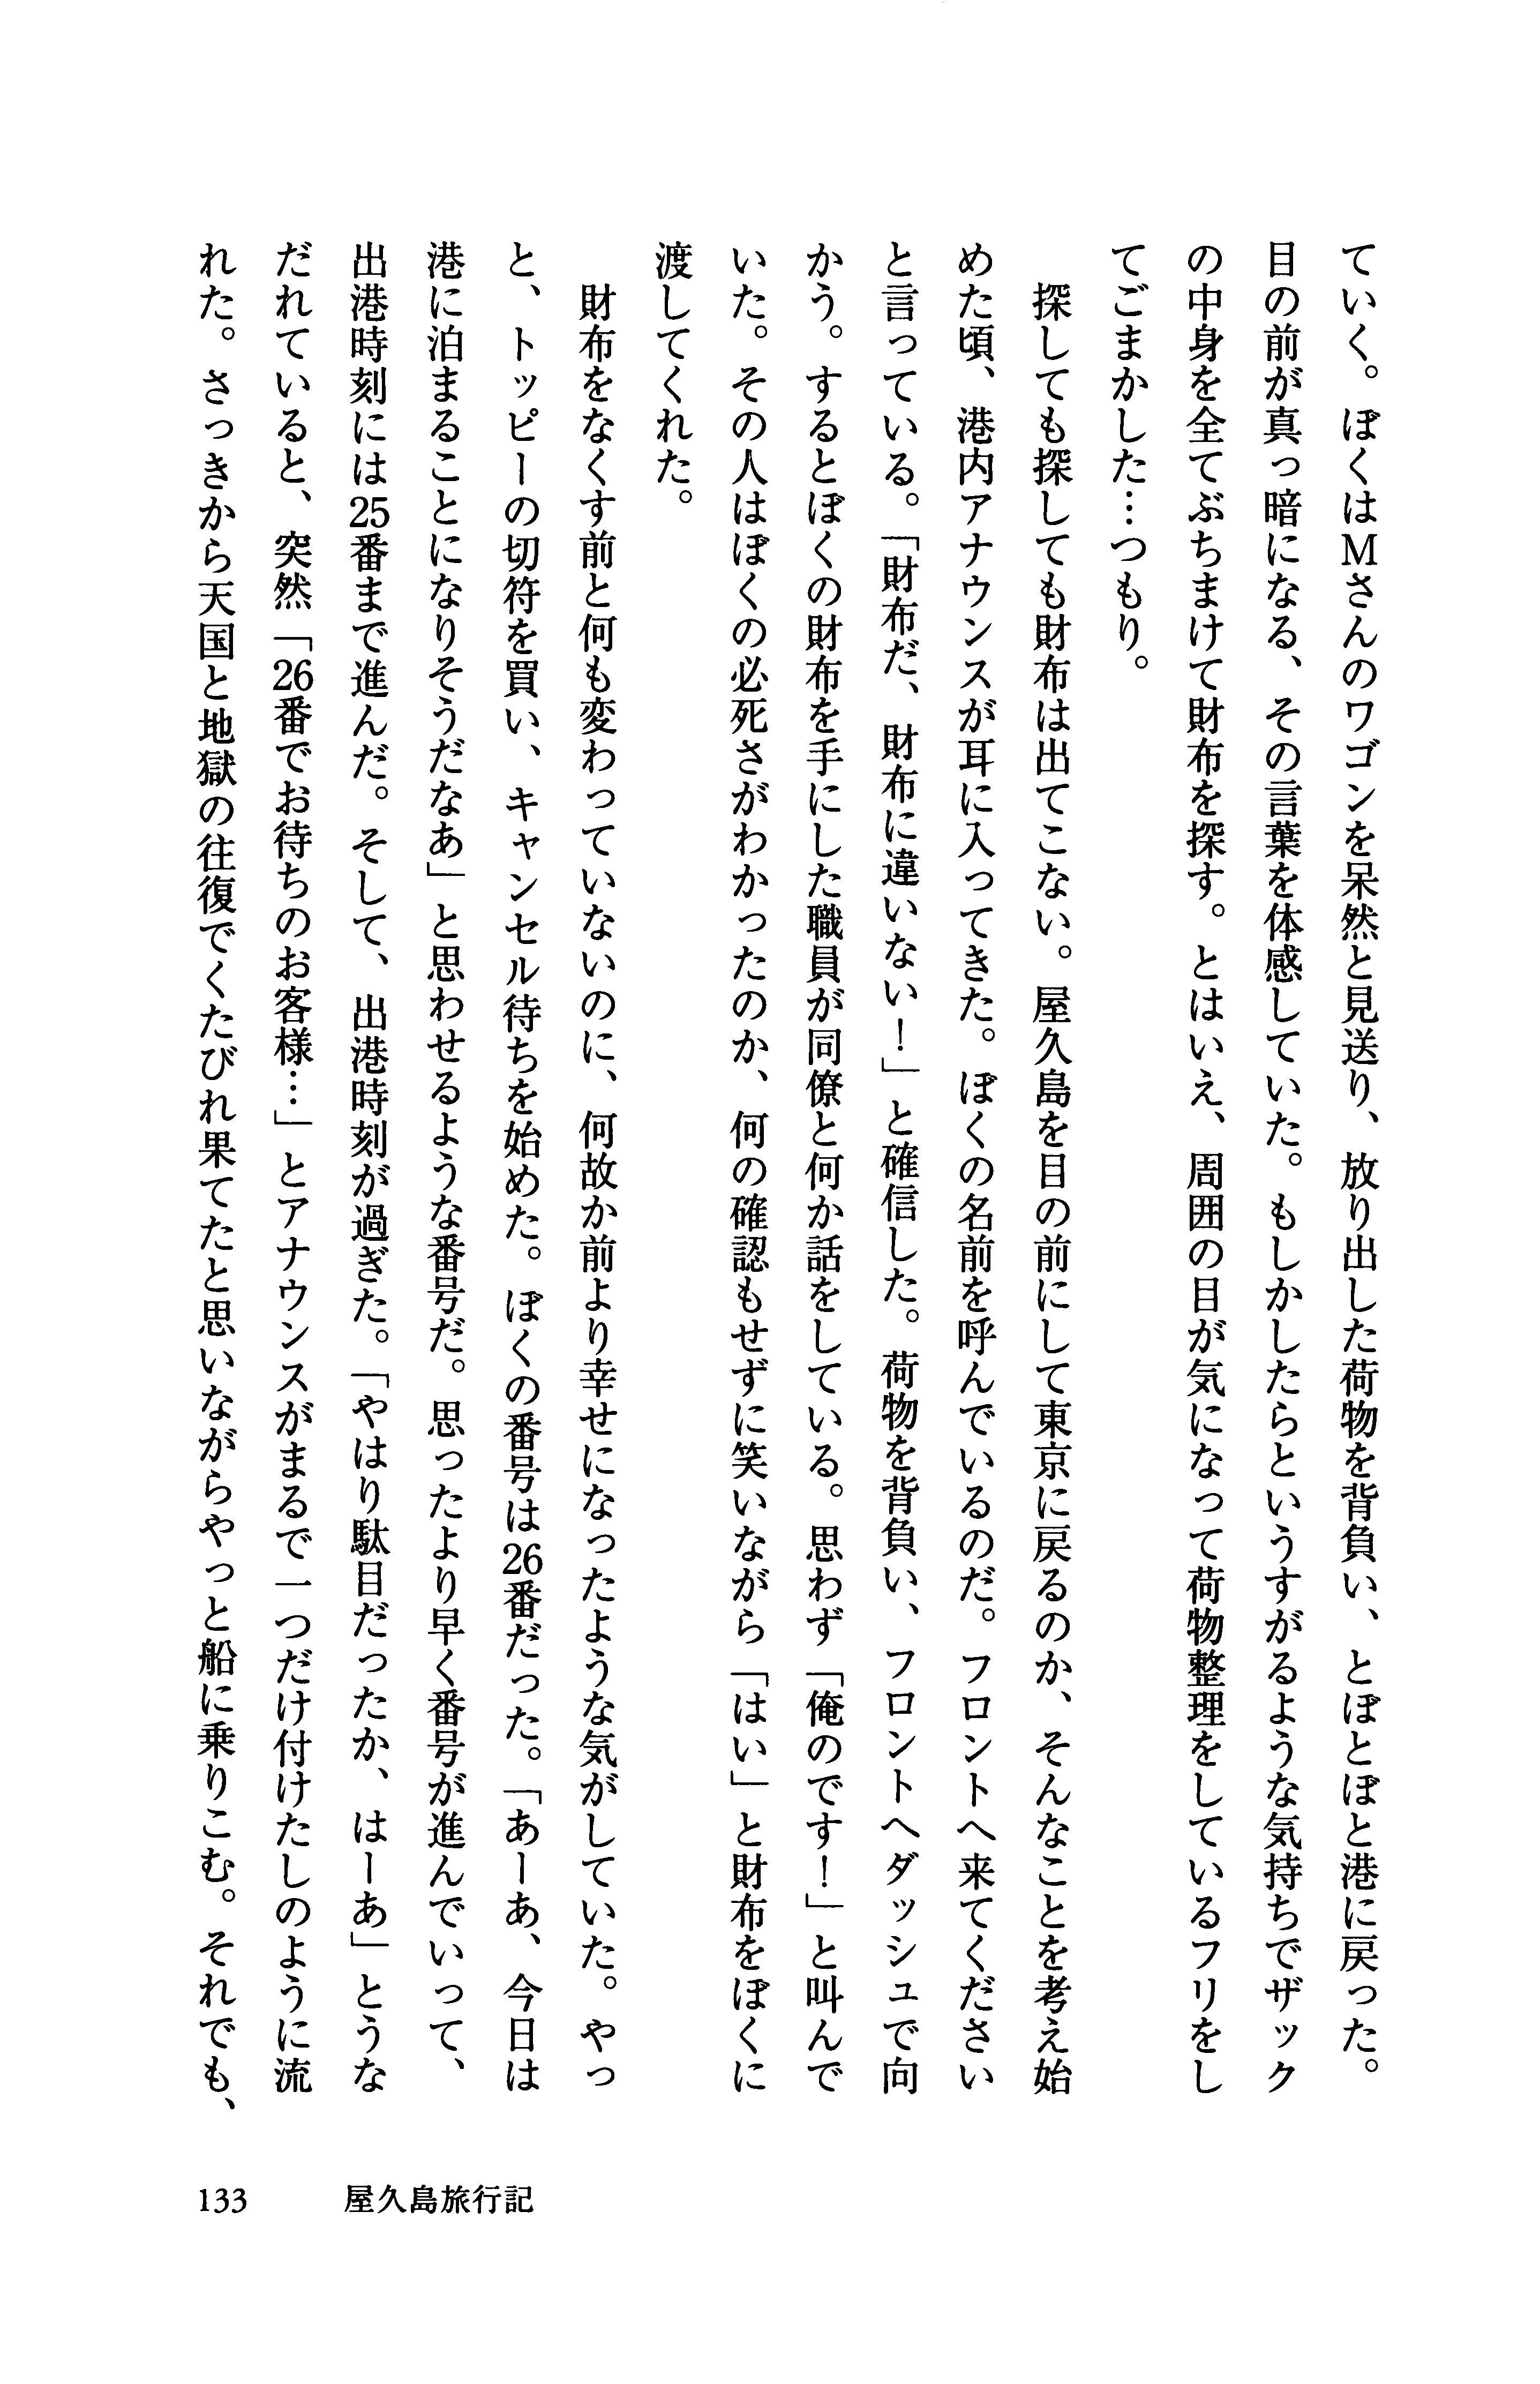 ていく。ぼくはMさんのワゴンを呆然と見送り、放り出した荷物を背負い、とぼとぼと港に戻った。
目の前が真っ暗になる、その言葉を体感していた。もしかしたらというすがるような気持ちでザック
の中身を全てぶちまけて財布を探す。とはいえ、周囲の目が気になって荷物整理をしているフリをし
てごまかした…つもり。
　探しても探しても財布は出てこない。屋久島を目の前にして東京に戻るのか、そんなことを考え始
めた頃、港内アナウンスが耳に入ってきた。ぼくの名前を呼んでいるのだ。フロントへ来てください
と言っている。「財布だ、財布に違いない！」と確信した。荷物を背負い、フロントへダッシュで向
かう。するとぼくの財布を手にした職員が同僚と何か話をしている。思わず「俺のです！」と叫んで
いた。その人はぼくの必死さがわかったのか、何の確認もせずに笑いながら「はい」と財布をぼくに
渡してくれた。
　財布をなくす前と何も変わっていないのに、何故か前より幸せになったような気がしていた。やっ
と、トッピーの切符を買い、キャンセル待ちを始めた。ぼくの番号は26番だった。「あーあ、今日は
港に泊まることになりそうだなあ」と思わせるような番号だ。思ったより早く番号が進んでいって、
出港時刻には25番まで進んだ。そして、出港時刻が過ぎた。「やはり駄目だったか、はーあ」とうな
だれていると、突然「26番でお待ちのお客様…」とアナウンスがまるで一つだけ付けたしのように流
れた。さっきから天国と地獄の往復でくたびれ果てたと思いながらやっと船に乗りこむ。それでも、
133　屋久島旅行記